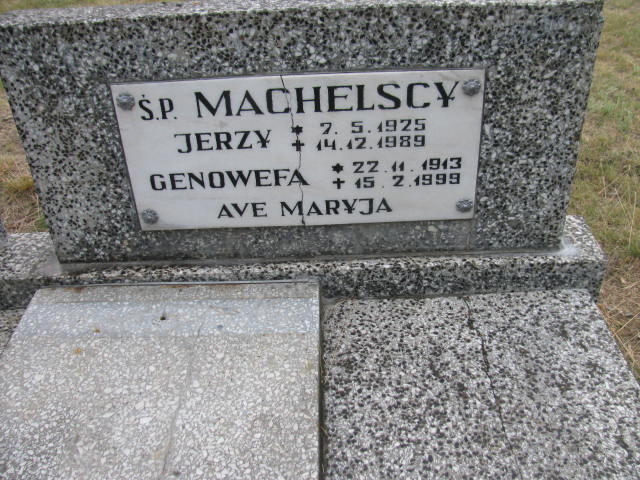 Ś.P. MACHELSCY
JERZY * 7. 5. 1925
+ 14. 12. 1989
GENOWEFA * 22. 11. 1913
+ 15. 2. 1999
AVE MARYJA